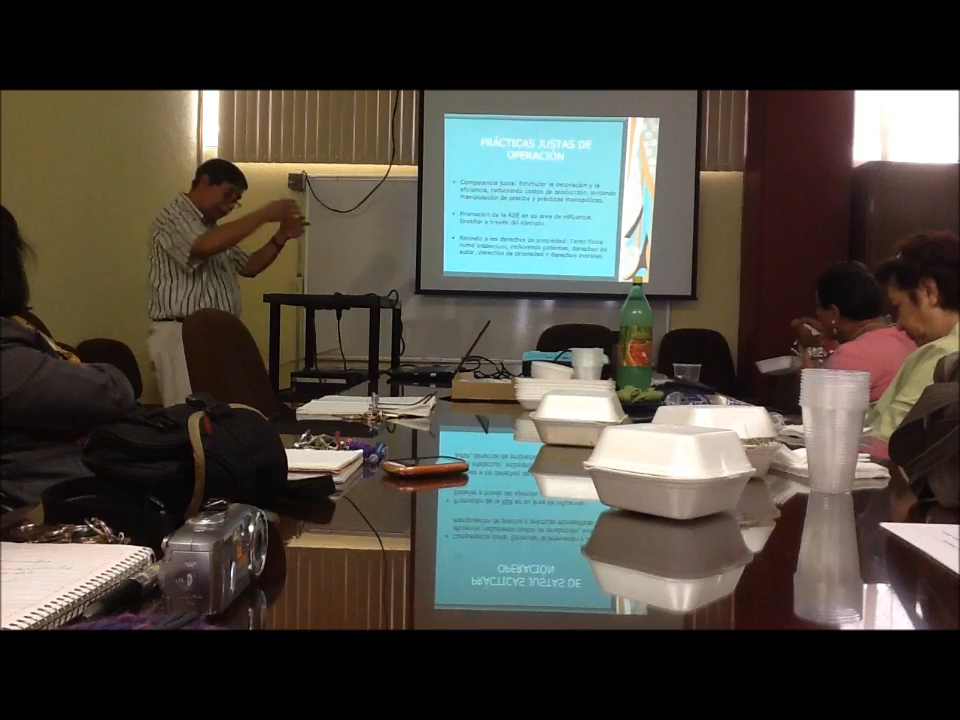 PRÁCTICAS JUSTAS DE
OPERACIÓN
• Competencia justa: Estimular la innovación y la
eficiencia, reduciendo costos de producción, evitando
manipulación de precios y prácticas monopólicas.
• Promoción de la RSE en su área de influencia:
Enseñar a través del ejemplo.
• Respeto a los derechos de propiedad: Tanto física
como intelectual, incluyendo patentes, derechos de
autor, derechos de propiedad y derechos morales.